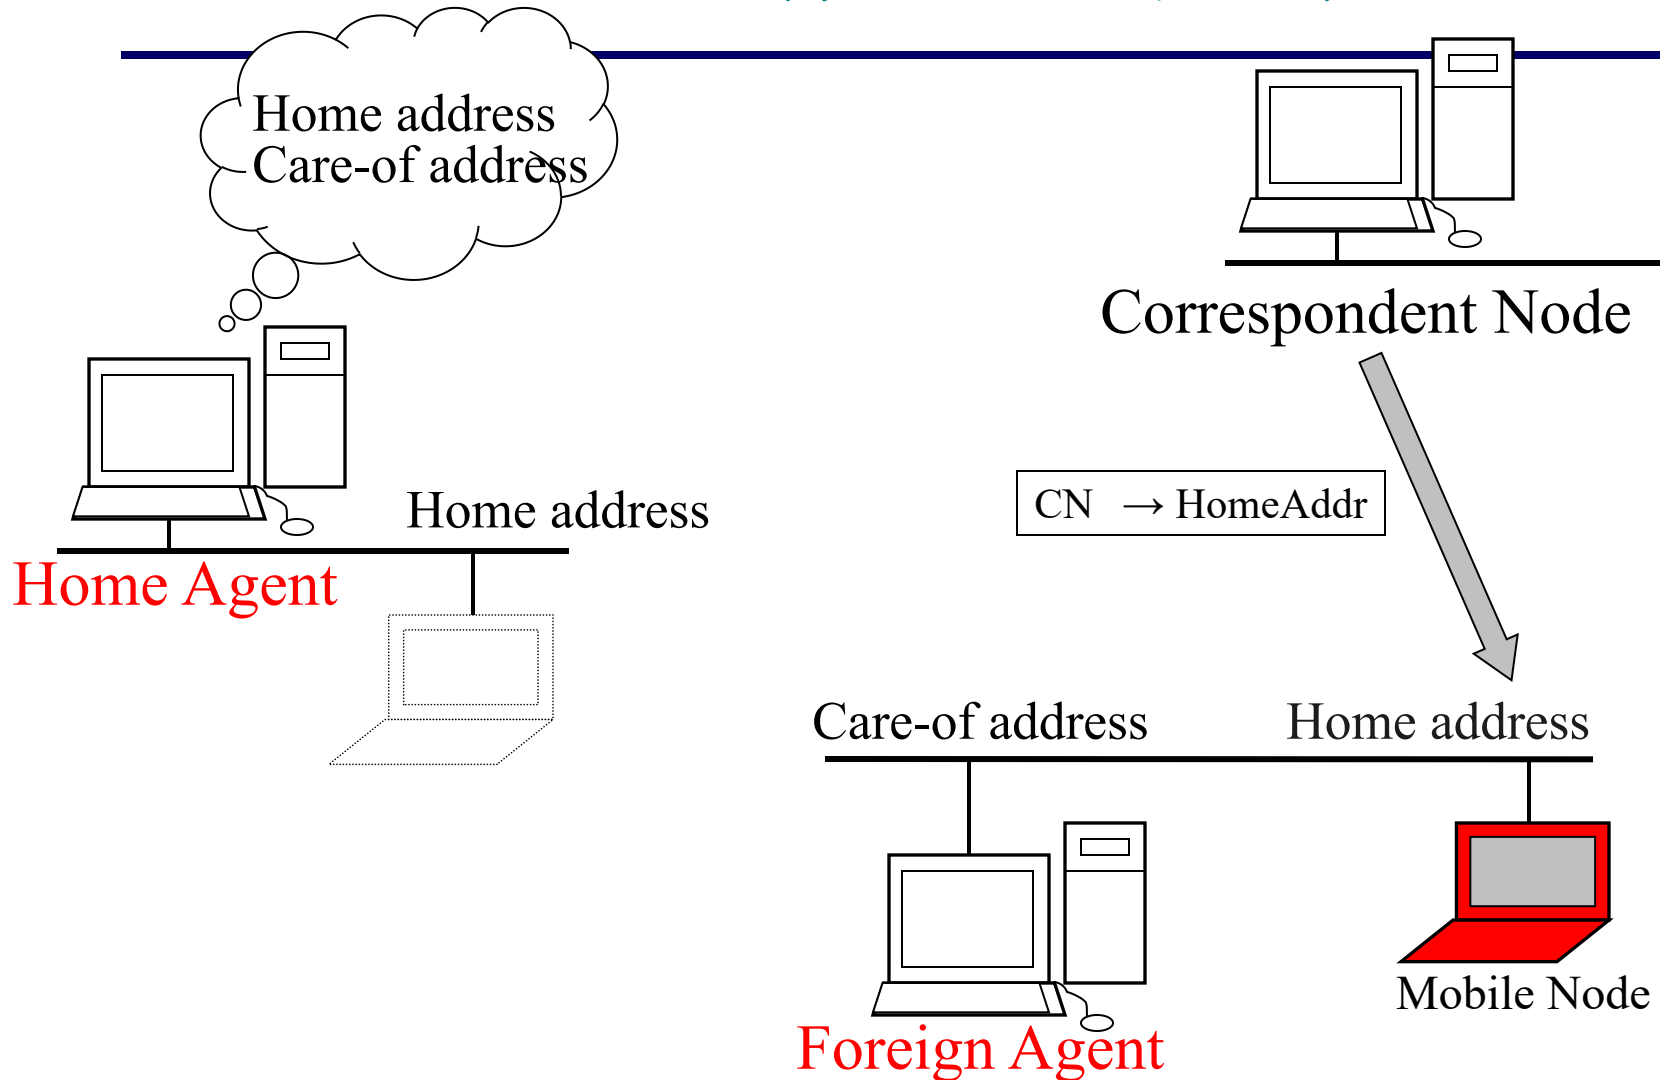 Home address
Care-of address
Correspondent Node
CN → HomeAddr
Home address
Home Agent
Care-of address
Home address
Mobile Node
Foreign Agent